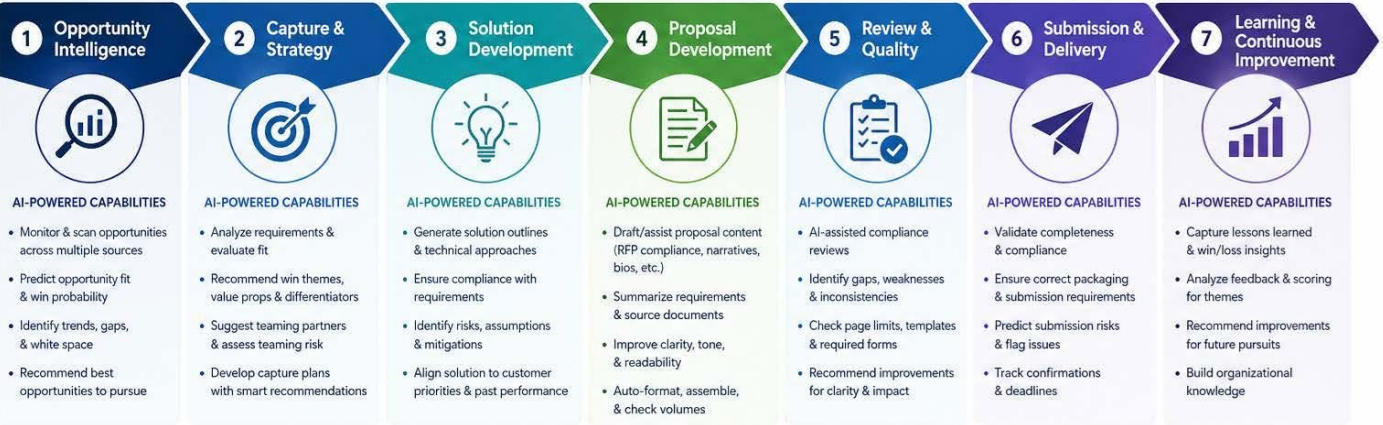 1 Opportunity
Intelligence
AI-POWERED CAPABILITIES
• Monitor & scan opportunities
across multiple sources
• Predict opportunity fit
& win probability
• Identify trends, gaps,
& white space
• Recommend best
opportunities to pursue
2 Capture &
Strategy
AI-POWERED CAPABILITIES
• Analyze requirements &
evaluate fit
• Recommend win themes,
value props & differentiators
• Suggest teaming partners
& assess teaming risk
• Develop capture plans
with smart recommendations
3 Solution
Development
AI-POWERED CAPABILITIES
• Generate solution outlines
& technical approaches
• Ensure compliance with
requirements
• Identify risks, assumptions
& mitigations
• Align solution to customer
priorities & past performance
4 Proposal
Development
AI-POWERED CAPABILITIES
• Draft/assist proposal content
(RFP compliance, narratives,
bios, etc.)
• Summarize requirements
& source documents
• Improve clarity, tone,
& readability
• Auto-format, assemble,
& check volumes
5 Review &
Quality
AI-POWERED CAPABILITIES
• AI-assisted compliance
reviews
• Identify gaps, weaknesses
& inconsistencies
• Check page limits, templates
& required forms
• Recommend improvements
for clarity & impact
6 Submission &
Delivery
AI-POWERED CAPABILITIES
• Validate completeness
& compliance
• Ensure correct packaging
& submission requirements
• Predict submission risks
& flag issues
• Track confirmations
& deadlines
7 Learning &
Continuous
Improvement
AI-POWERED CAPABILITIES
• Capture lessons learned
& win/loss insights
• Analyze feedback & scoring
for themes
• Recommend improvements
for future pursuits
• Build organizational
knowledge